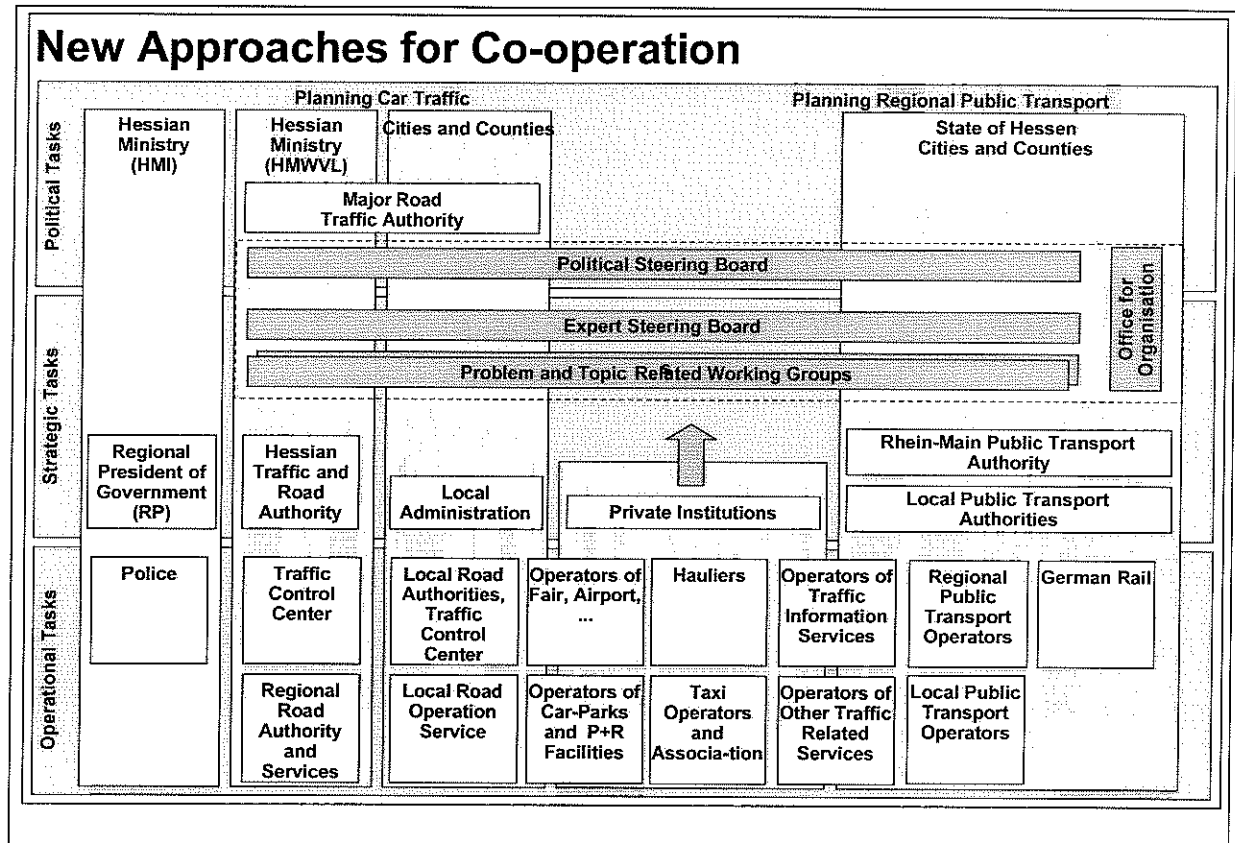 New Approaches for Co-operation
Planning Car Traffic
Planning Regional Public Transport
Political Tasks
Hessian
Ministry
(HMI)
Hessian
Ministry
(HMWVL)
Cities and Counties
State of Hessen
Cities and Counties
Major Road
Traffic Authority
Political Steering Board
Office for
Organisation
Strategic Tasks
Expert Steering Board
Problem and Topic Related Working Groups
Regional
President of
Government
(RP)
Hessian
Traffic and
Road
Authority
Local
Administration
Private Institutions
Rhein-Main Public Transport
Authority
Local Public Transport
Authorities
Operational Tasks
Police
Traffic
Control
Center
Local Road
Authorities,
Traffic
Control
Center
Operators of
Fair, Airport,
...
Hauliers
Operators of
Traffic
Information
Services
Regional
Public
Transport
Operators
German Rail
Regional
Road
Authority
and
Services
Local Road
Operation
Service
Operators of
Car-Parks
and P+R
Facilities
Taxi
Operators
and
Associa-tion
Operators of
Other Traffic
Related
Services
Local Public
Transport
Operators